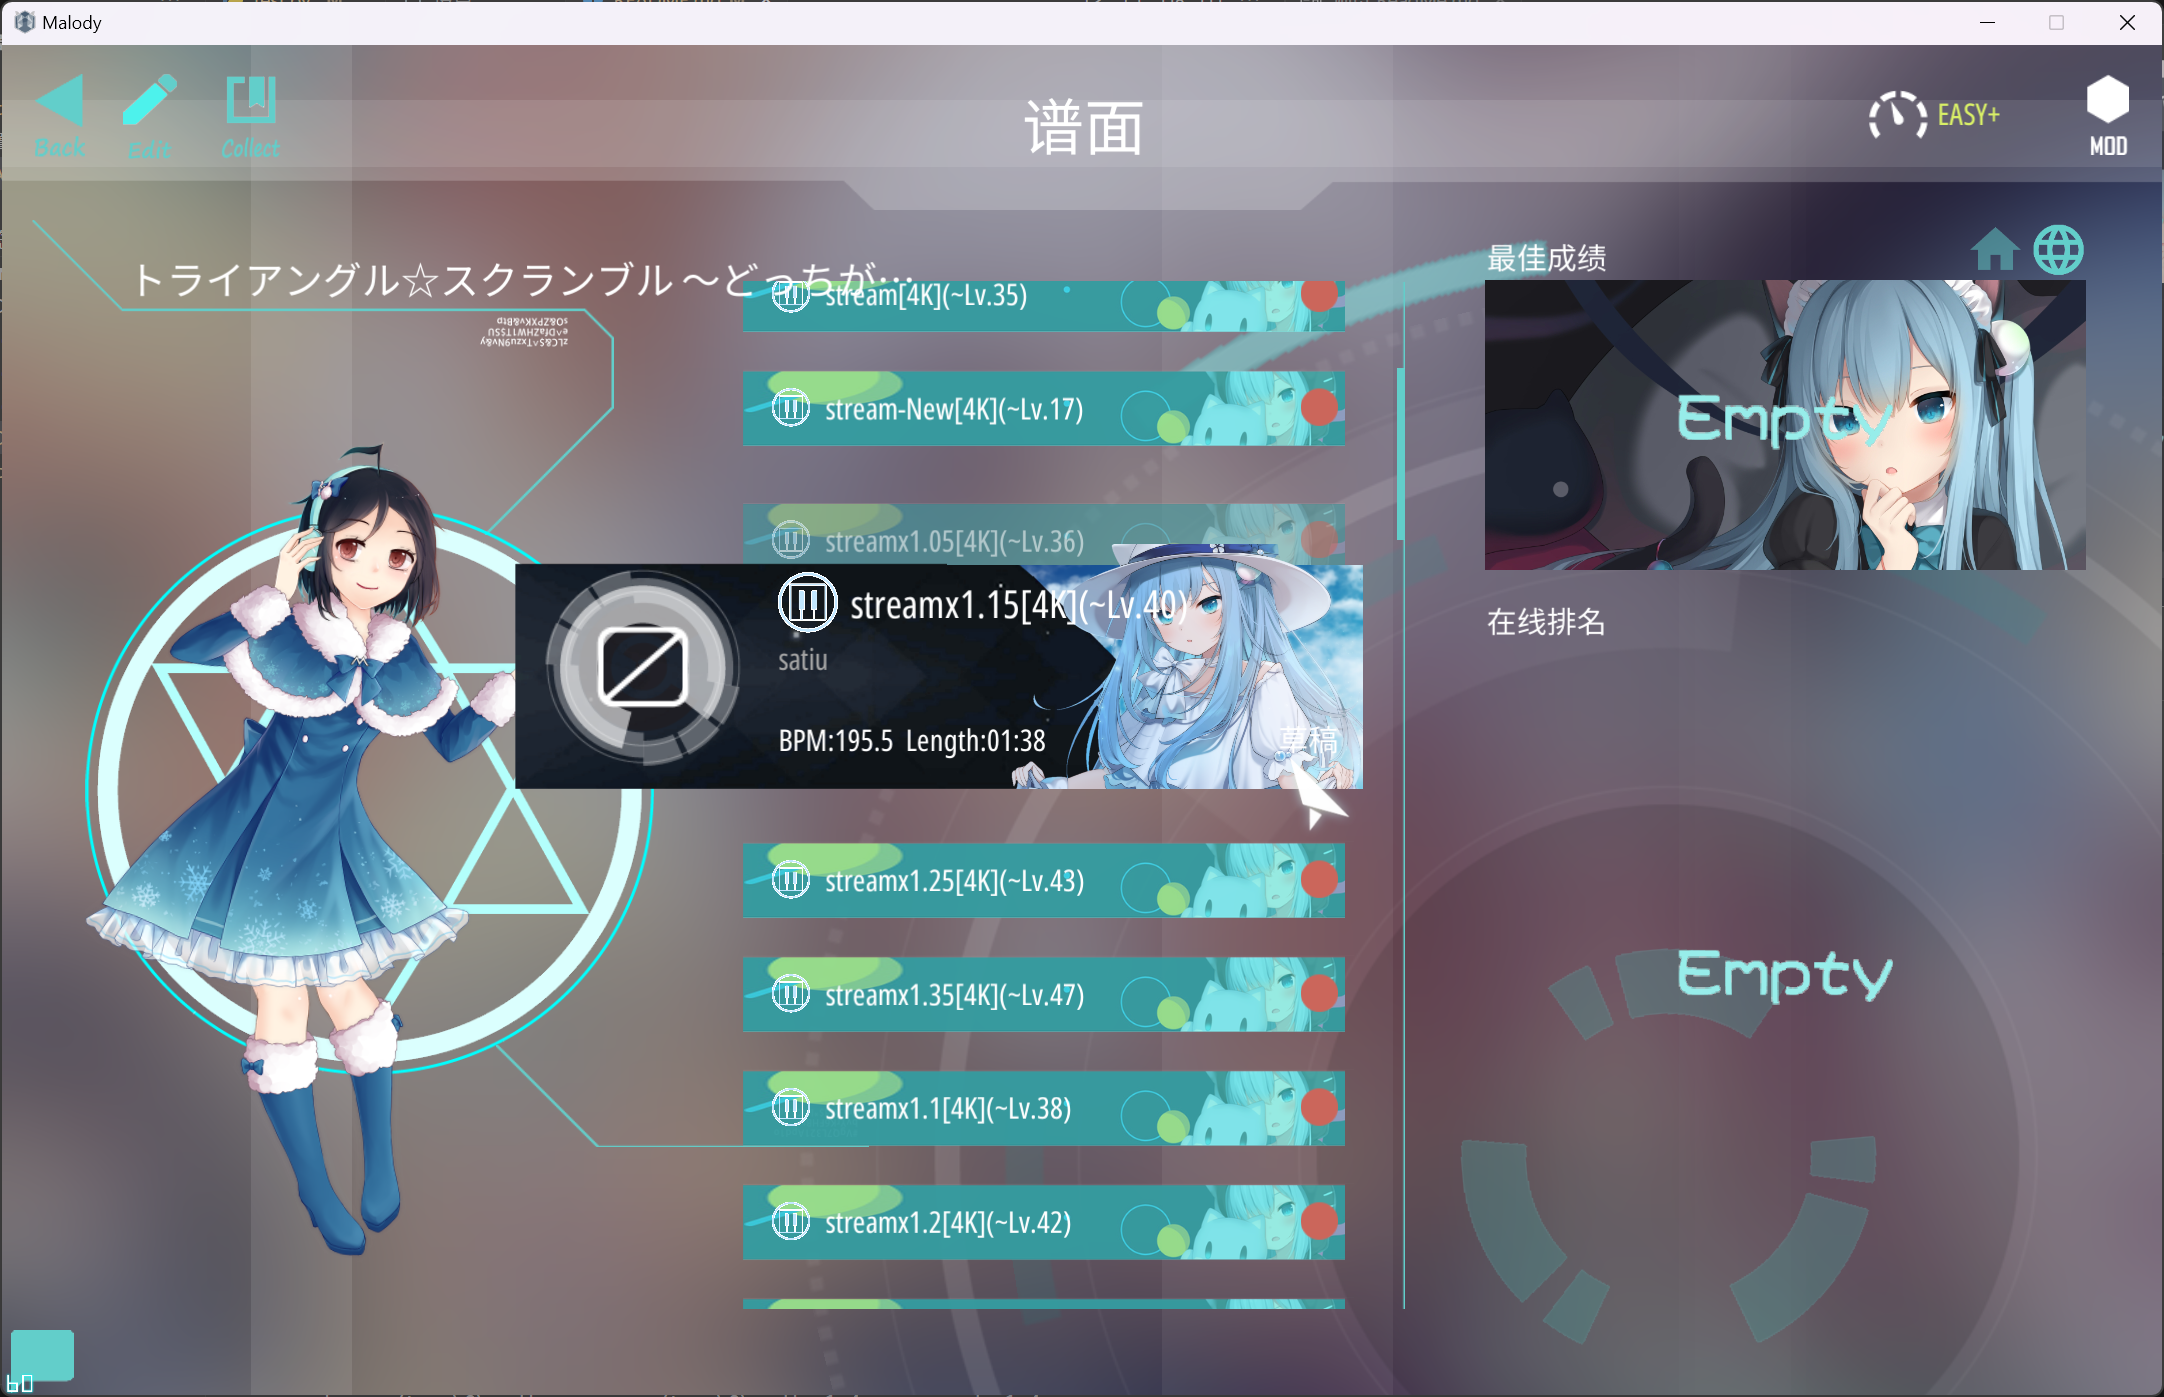 Malody
Back
Edit
Collect
谱面
EASY+
MOD
トライアングル☆スクランブル ～どっちが…
最佳成绩
stream[4K](~Lv.35)
stream-New[4K](~Lv.17)
Empty
streamx1.05[4K](~Lv.36)
streamx1.15[4K](~Lv.40)
satiu
BPM:195.5 Length:01:38
草稿
在线排名
streamx1.25[4K](~Lv.43)
streamx1.35[4K](~Lv.47)
Empty
streamx1.1[4K](~Lv.38)
streamx1.2[4K](~Lv.42)